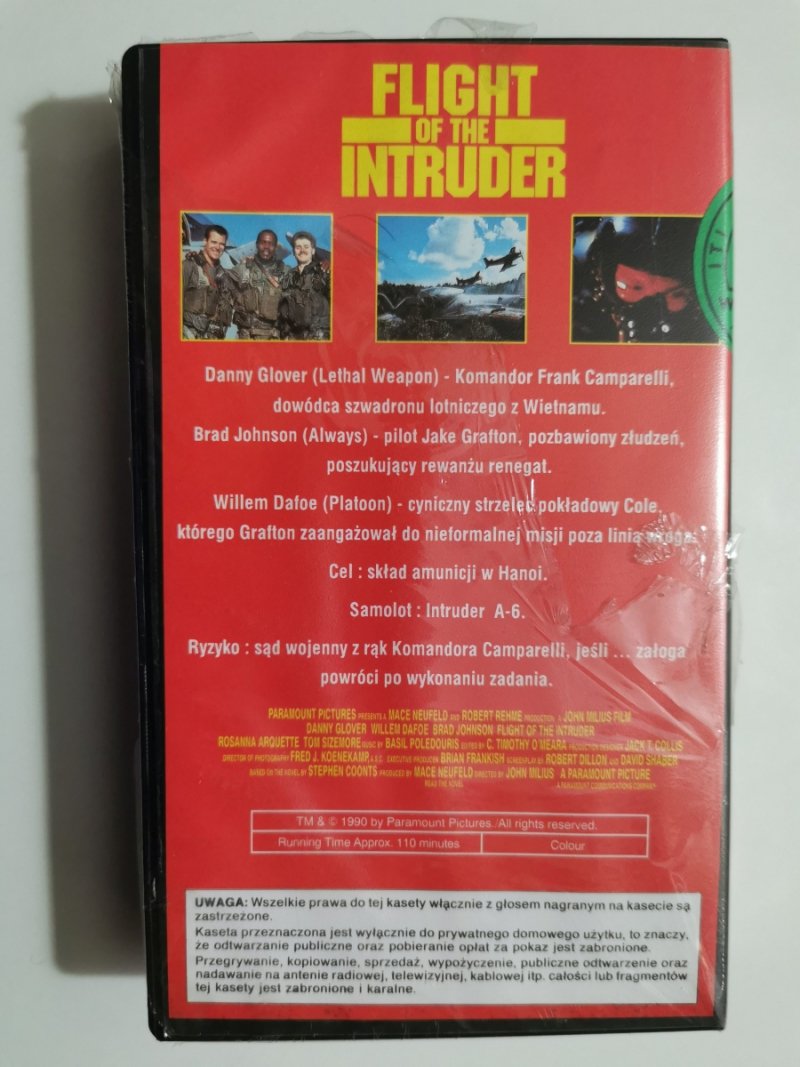 FLIGHT
OF THE
INTRUDER
Danny Glover (Lethal Weapon) - Komandor Frank Camparelli,
dowódca szwadronu lotniczego z Wietnamu.
Brad Johnson (Always) - pilot Jake Grafton, pozbawiony złudzeń,
poszukujący rewanżu renegat.
Willem Dafoe (Platoon) - cyniczny strzelec pokładowy Cole,
którego Grafton zaangażował do nieformalnej misji poza linią wroga.
Cel : skład amunicji w Hanoi.
Samolot : Intruder A-6.
Ryzyko : sąd wojenny z rąk Komandora Camparelli, jeśli ... załoga
powróci po wykonaniu zadania.
PARAMOUNT PICTURES PRESENTS A MACE NEUFELD AND ROBERT REHME PRODUCTION A JOHN MILIUS FILM
DANNY GLOVER WILLEM DAFOE BRAD JOHNSON FLIGHT OF THE INTRUDER
ROSANNA ARQUETTE TOM SIZEMORE MUSIC BY BASIL POLEDOURIS EDITED BY C. TIMOTHY O'MEARA PRODUCTION DESIGNER JACK T. COLLIS
DIRECTOR OF PHOTOGRAPHY FRED J. KOENEKAMP, A.S.C. EXECUTIVE PRODUCER BRIAN FRANKISH SCREENPLAY BY ROBERT DILLON AND DAVID SHABER
BASED ON THE NOVEL BY STEPHEN COONTS PRODUCED BY MACE NEUFELD DIRECTED BY JOHN MILIUS A PARAMOUNT PICTURE
READ THE NOVEL A PARAMOUNT COMMUNICATIONS COMPANY
TM & © 1990 by Paramount Pictures. All rights reserved.
Running Time Approx. 110 minutes Colour
UWAGA: Wszelkie prawa do tej kasety włącznie z głosem nagranym na kasecie są
zastrzeżone.
Kaseta przeznaczona jest wyłącznie do prywatnego domowego użytku, to znaczy,
że odtwarzanie publiczne oraz pobieranie opłat za pokaz jest zabronione.
Przegrywanie, kopiowanie, sprzedaż, wypożyczenie, publiczne odtwarzanie oraz
nadawanie na antenie radiowej, telewizyjnej, kablowej itp. całości lub fragmentów
tej kasety jest zabronione i karalne.